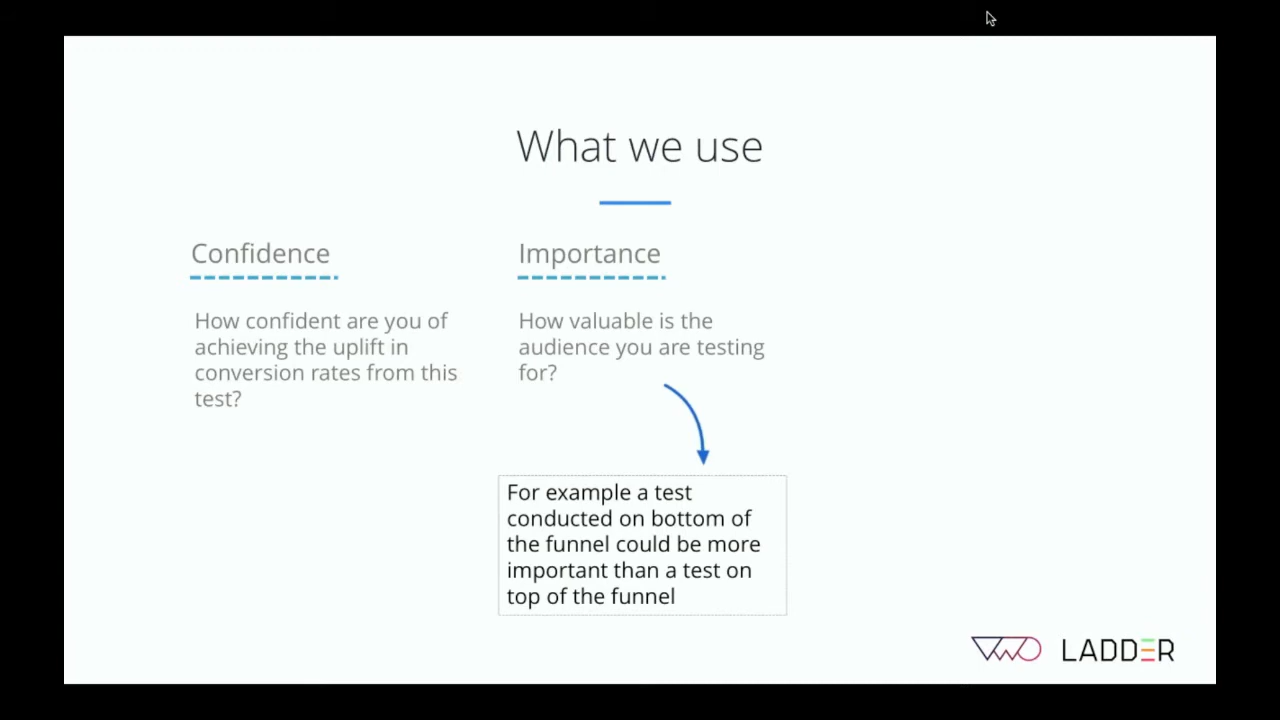 What we use
Confidence
How confident are you of
achieving the uplift in
conversion rates from this
test?
Importance
How valuable is the
audience you are testing
for?
For example a test
conducted on bottom of
the funnel could be more
important than a test on
top of the funnel
VWO LADDER